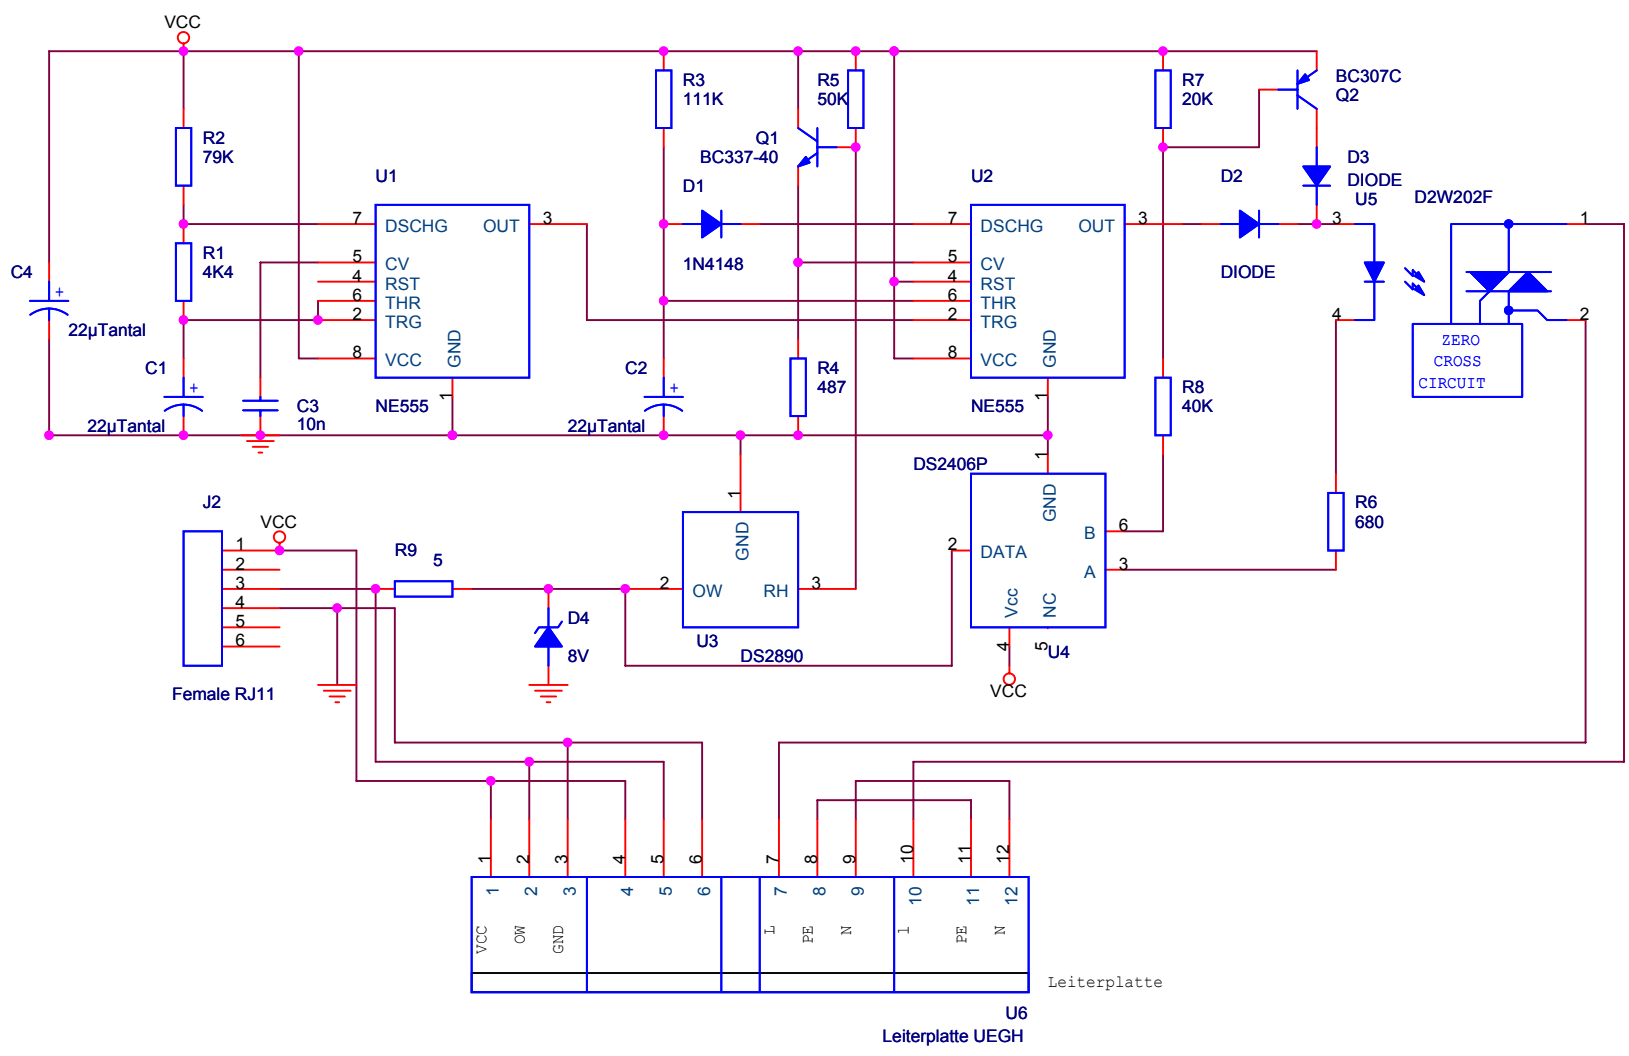 VCC
R2
79K
R1
4K4
C4
+
22µTantal
C1
+
22µTantal
C3
10n
U1
7
DSCHG
OUT
3
5
CV
4
RST
6
THR
2
TRG
8
VCC
GND
1
NE555
R3
111K
D1
1N4148
C2
+
22µTantal
Q1
BC337-40
R5
50K
R4
487
U2
7
DSCHG
OUT
3
5
CV
4
RST
6
THR
2
TRG
8
VCC
GND
1
NE555
R7
20K
BC307C
Q2
D2
DIODE
D3
DIODE
U5
D2W202F
3
4
1
2
ZERO
CROSS
CIRCUIT
R8
40K
R6
680
DS2406P
1
GND
B
6
2
DATA
A
3
Vcc
NC
4
5
U4
VCC
J2
VCC
1
2
3
4
5
6
Female RJ11
R9
5
D4
8V
1
GND
2
OW
RH
3
U3
DS2890
1
2
3
4
5
6
7
8
9
10
11
12
1
2
3
4
5
6
7
8
9
10
11
12
VCC
OW
GND
L
PE
N
l
PE
N
Leiterplatte
U6
Leiterplatte UEGH